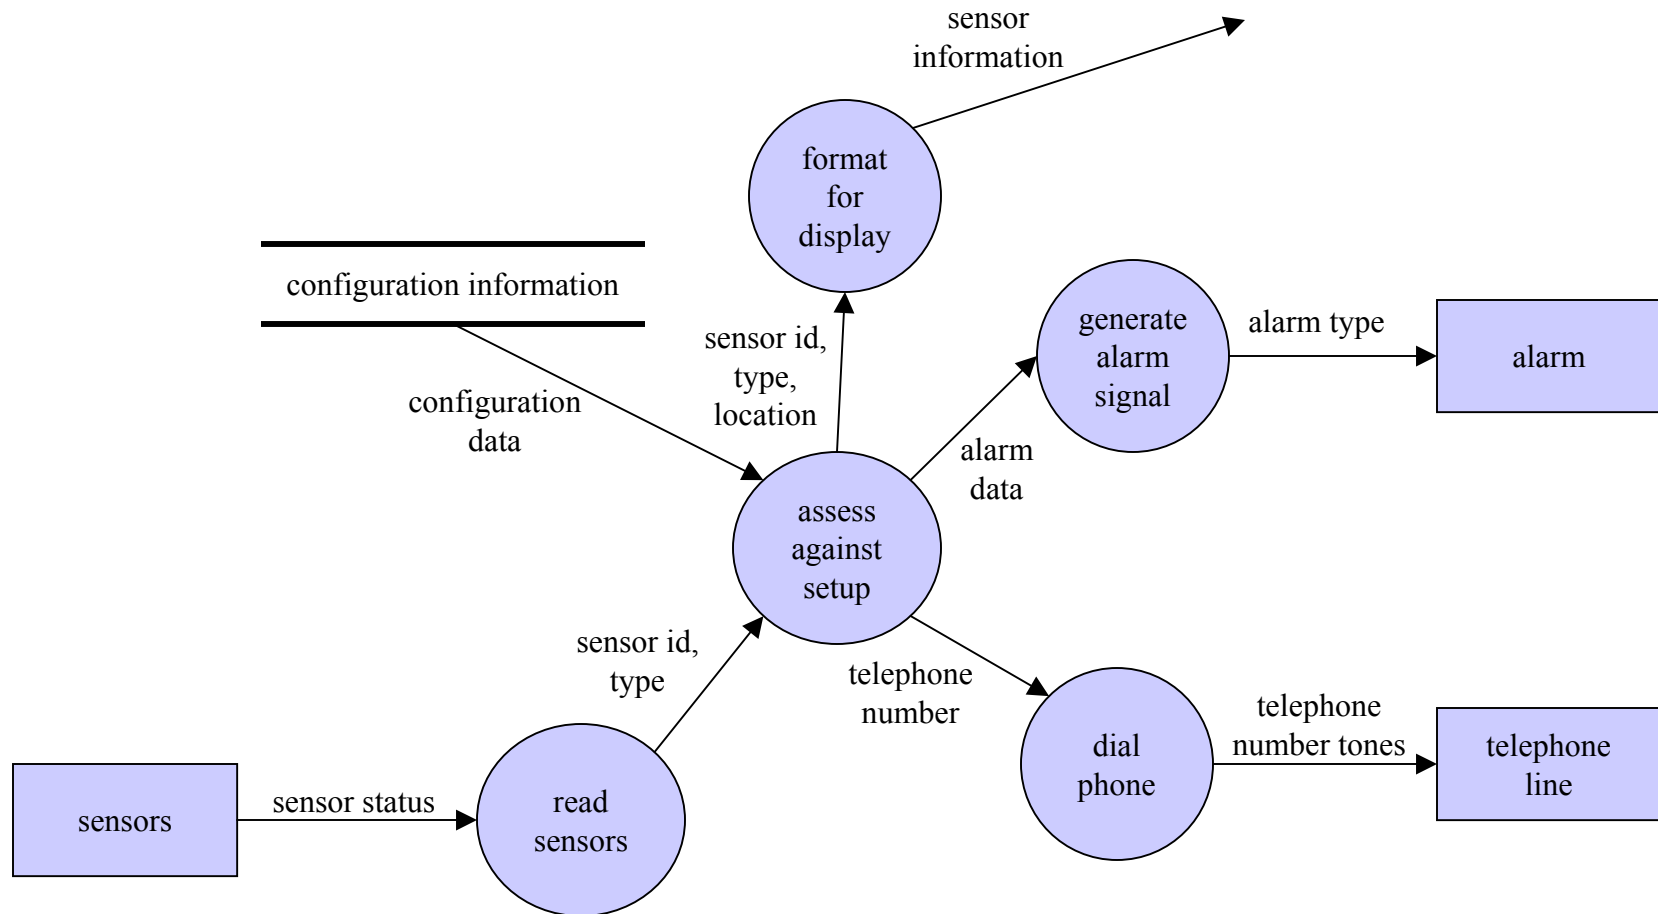 sensor
information
format
for
display
configuration information
sensor id,
type,
location
generate
alarm
signal
alarm type
alarm
configuration
data
alarm
data
assess
against
setup
sensor id,
type
telephone
number
dial
phone
telephone
number tones
telephone
line
sensors
sensor status
read
sensors